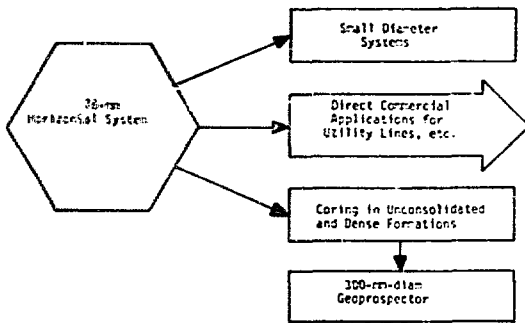 Horizontal System
Small Diameter
Systems
Direct Commercial
Applications for
Utility Lines, etc.
Coring in Unconsolidated
and Dense Formations
300-mm-diam
Geoprospector